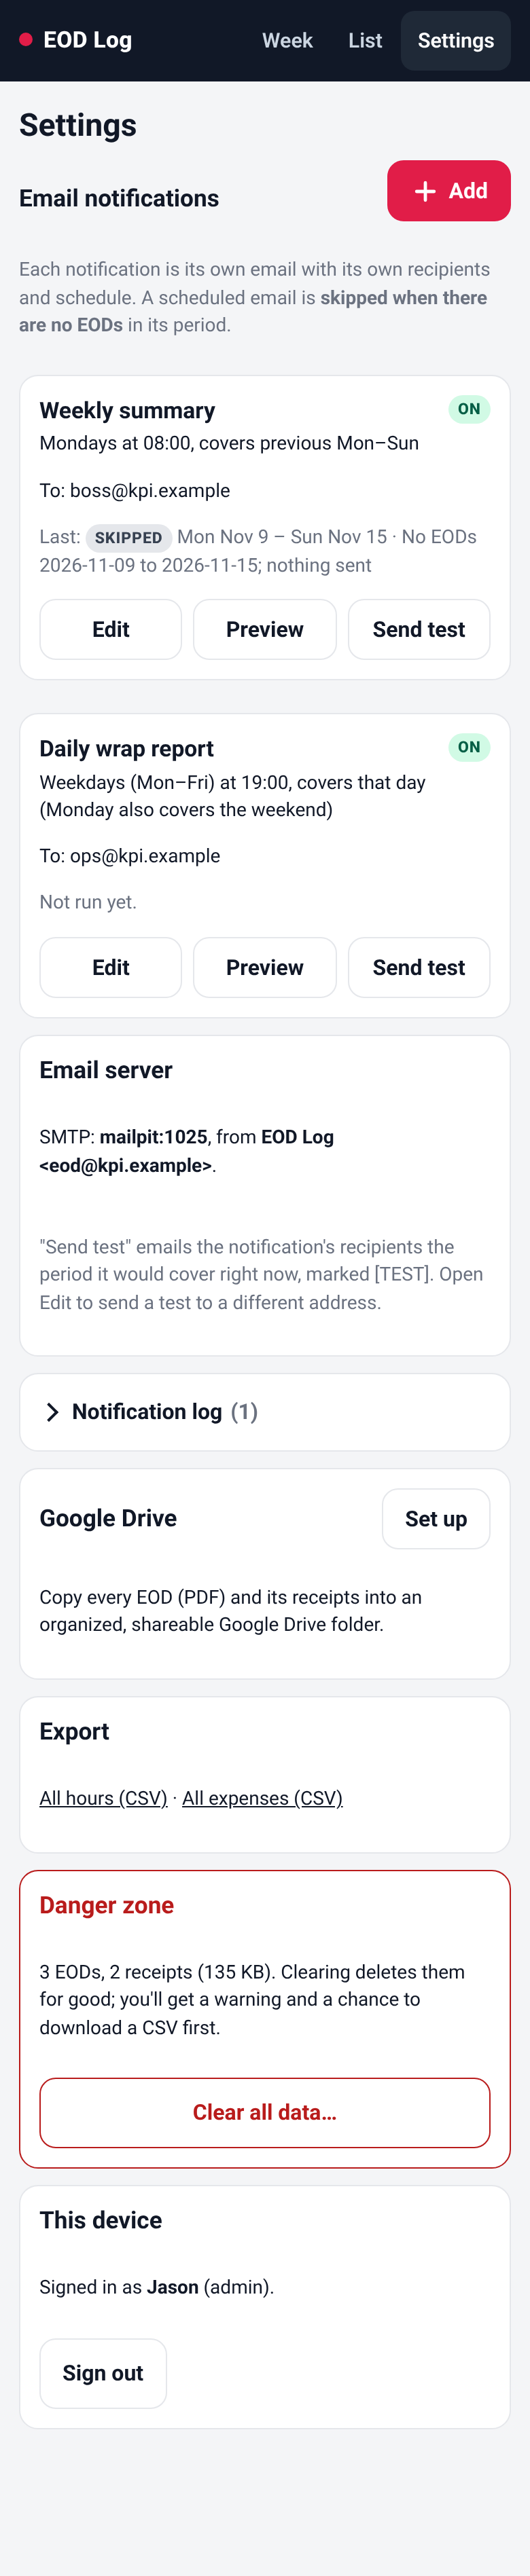 EOD Log
Week
List
Settings
Settings
Email notifications
Add
Each notification is its own email with its own recipients
and schedule. A scheduled email is skipped when there
are no EODs in its period.
Weekly summary
ON
Mondays at 08:00, covers previous Mon–Sun
To: boss@kpi.example
Last: SKIPPED Mon Nov 9 – Sun Nov 15 · No EODs
2026-11-09 to 2026-11-15; nothing sent
Edit
Preview
Send test
Daily wrap report
ON
Weekdays (Mon–Fri) at 19:00, covers that day
(Monday also covers the weekend)
To: ops@kpi.example
Not run yet.
Edit
Preview
Send test
Email server
SMTP: mailpit:1025, from EOD Log
<eod@kpi.example>.
"Send test" emails the notification's recipients the
period it would cover right now, marked [TEST]. Open
Edit to send a test to a different address.
Notification log (1)
Google Drive
Set up
Copy every EOD (PDF) and its receipts into an
organized, shareable Google Drive folder.
Export
All hours (CSV) · All expenses (CSV)
Danger zone
3 EODs, 2 receipts (135 KB). Clearing deletes them
for good; you'll get a warning and a chance to
download a CSV first.
Clear all data…
This device
Signed in as Jason (admin).
Sign out